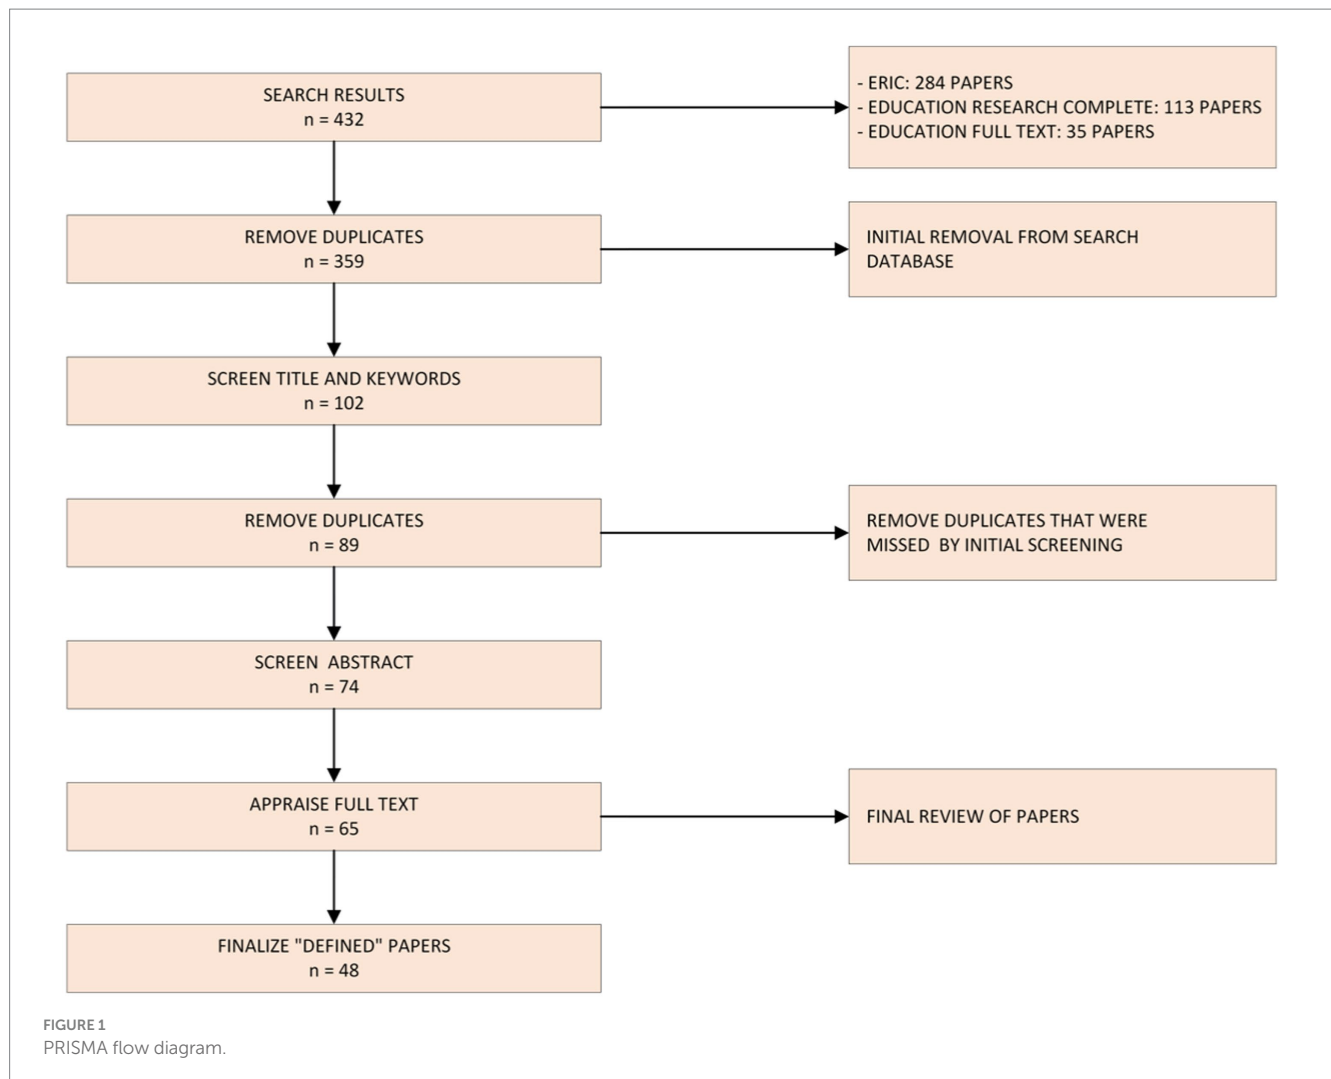 SEARCH RESULTS
n = 432
- ERIC: 284 PAPERS
- EDUCATION RESEARCH COMPLETE: 113 PAPERS
- EDUCATION FULL TEXT: 35 PAPERS
REMOVE DUPLICATES
n = 359
INITIAL REMOVAL FROM SEARCH
DATABASE
SCREEN TITLE AND KEYWORDS
n = 102
REMOVE DUPLICATES
n = 89
REMOVE DUPLICATES THAT WERE
MISSED BY INITIAL SCREENING
SCREEN ABSTRACT
n = 74
APPRAISE FULL TEXT
n = 65
FINAL REVIEW OF PAPERS
FINALIZE "DEFINED" PAPERS
n = 48
FIGURE 1
PRISMA flow diagram.